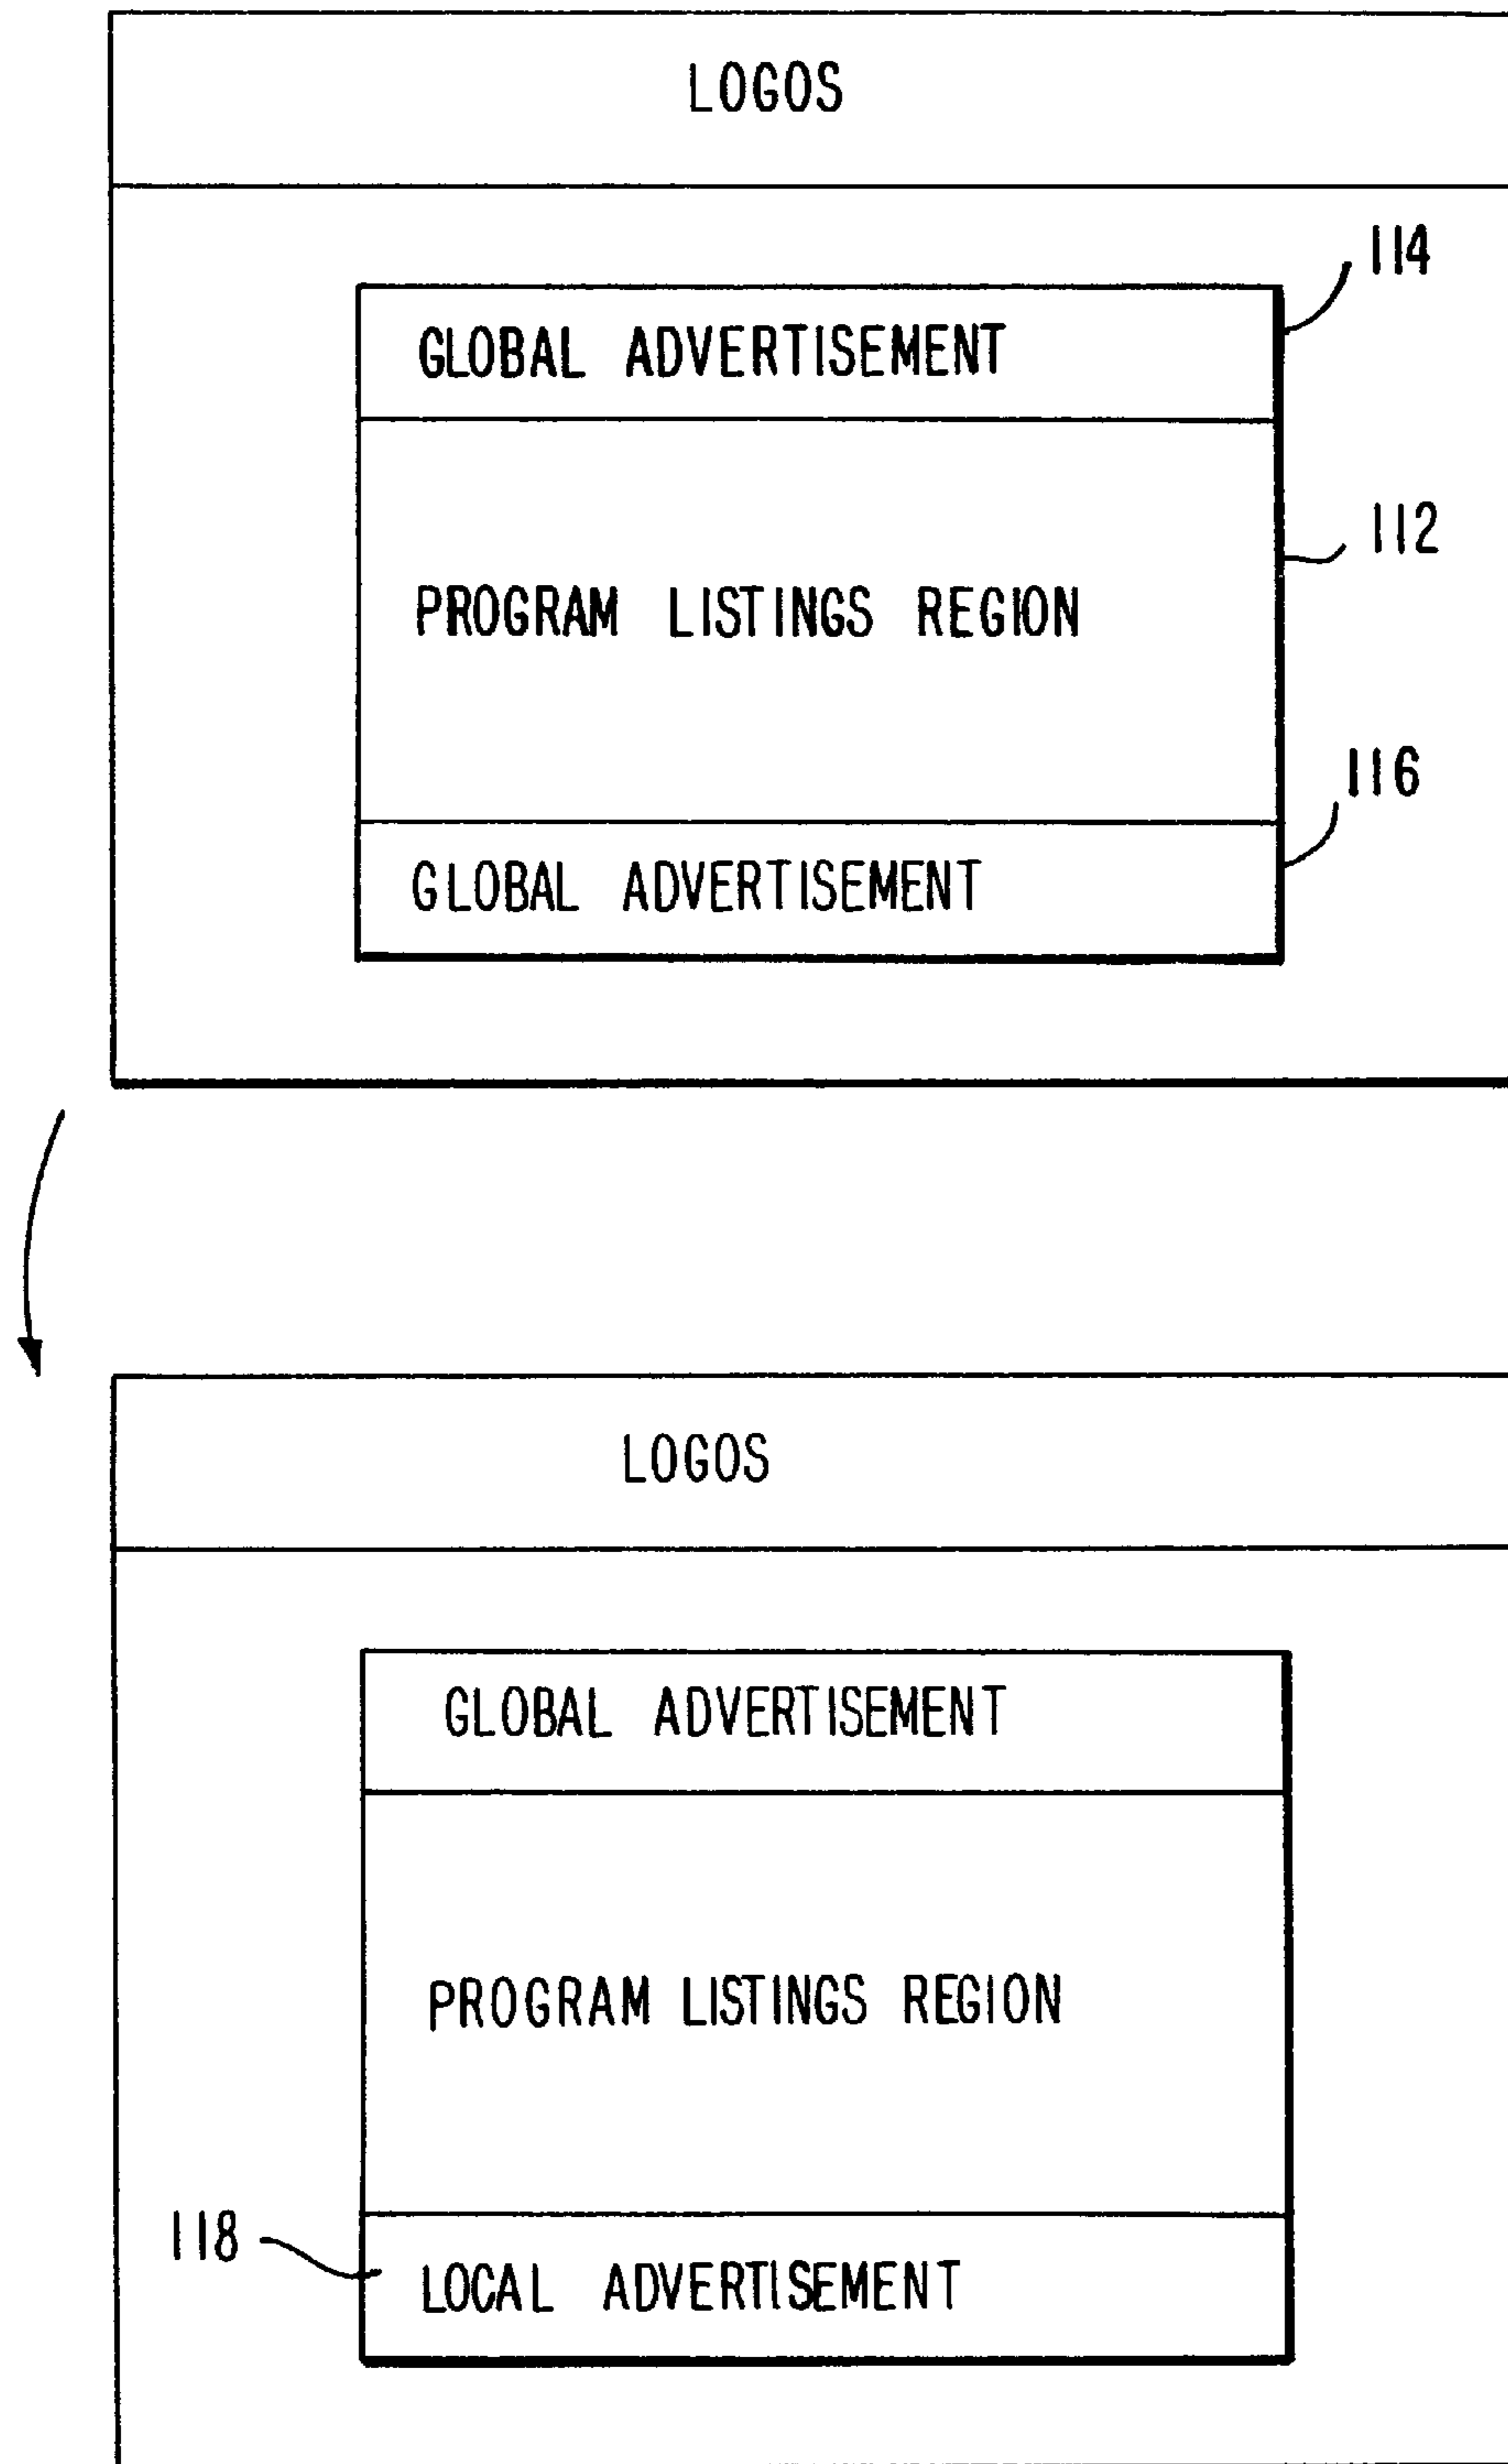 LOGOS
114
GLOBAL ADVERTISEMENT
112
PROGRAM LISTINGS REGION
116
GLOBAL ADVERTISEMENT
LOGOS
GLOBAL ADVERTISEMENT
PROGRAM LISTINGS REGION
118
LOCAL ADVERTISEMENT